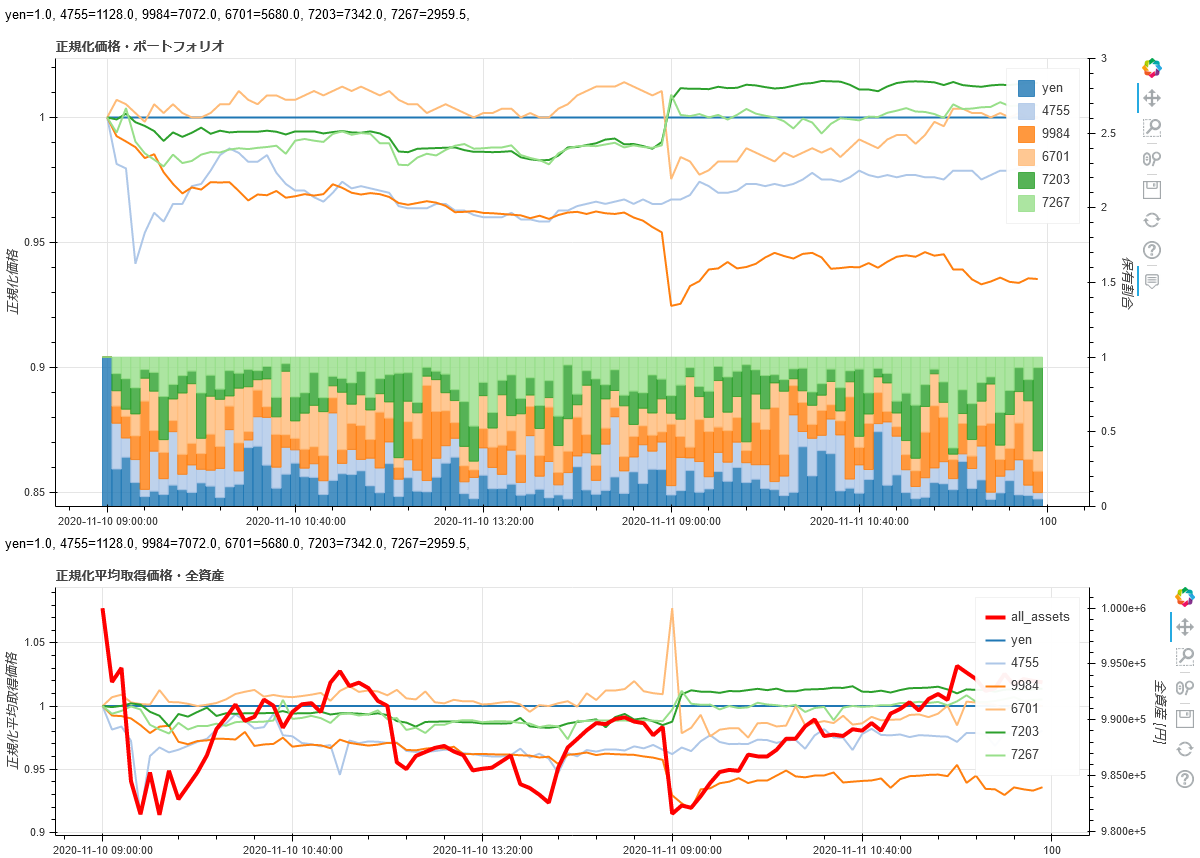 yen=1.0, 4755=1128.0, 9984=7072.0, 6701=5680.0, 7203=7342.0, 7267=2959.5,
正規化価格・ポートフォリオ
正規化価格
1
0.95
0.9
0.85
3
2.5
2
1.5
1
0.5
0
保有割合
yen
4755
9984
6701
7203
7267
2020-11-10 09:00:00
2020-11-10 10:40:00
2020-11-10 13:20:00
2020-11-11 09:00:00
2020-11-11 10:40:00
100
yen=1.0, 4755=1128.0, 9984=7072.0, 6701=5680.0, 7203=7342.0, 7267=2959.5,
正規化平均取得価格・全資産
正規化平均取得価格
1.05
1
0.95
0.9
1.000e+6
9.950e+5
9.900e+5
9.850e+5
9.800e+5
全資産 [円]
all_assets
yen
4755
9984
6701
7203
7267
2020-11-10 09:00:00
2020-11-10 10:40:00
2020-11-10 13:20:00
2020-11-11 09:00:00
2020-11-11 10:40:00
100